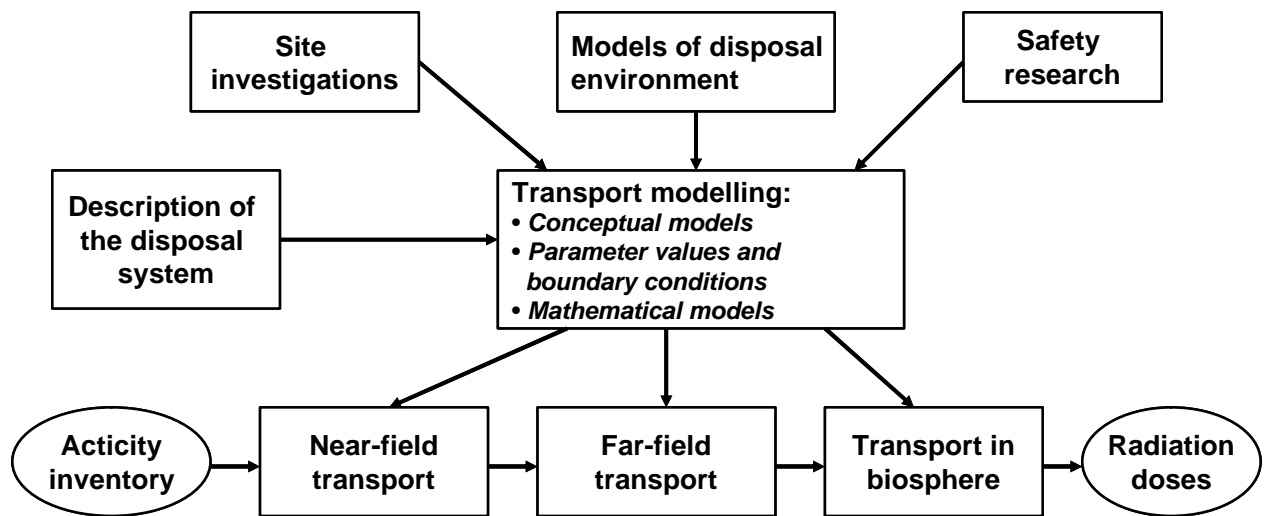 Site
investigations
Models of disposal
environment
Safety
research
Description of
the disposal
system
Transport modelling:
• Conceptual models
• Parameter values and
boundary conditions
• Mathematical models
Acticity
inventory
Near-field
transport
Far-field
transport
Transport in
biosphere
Radiation
doses